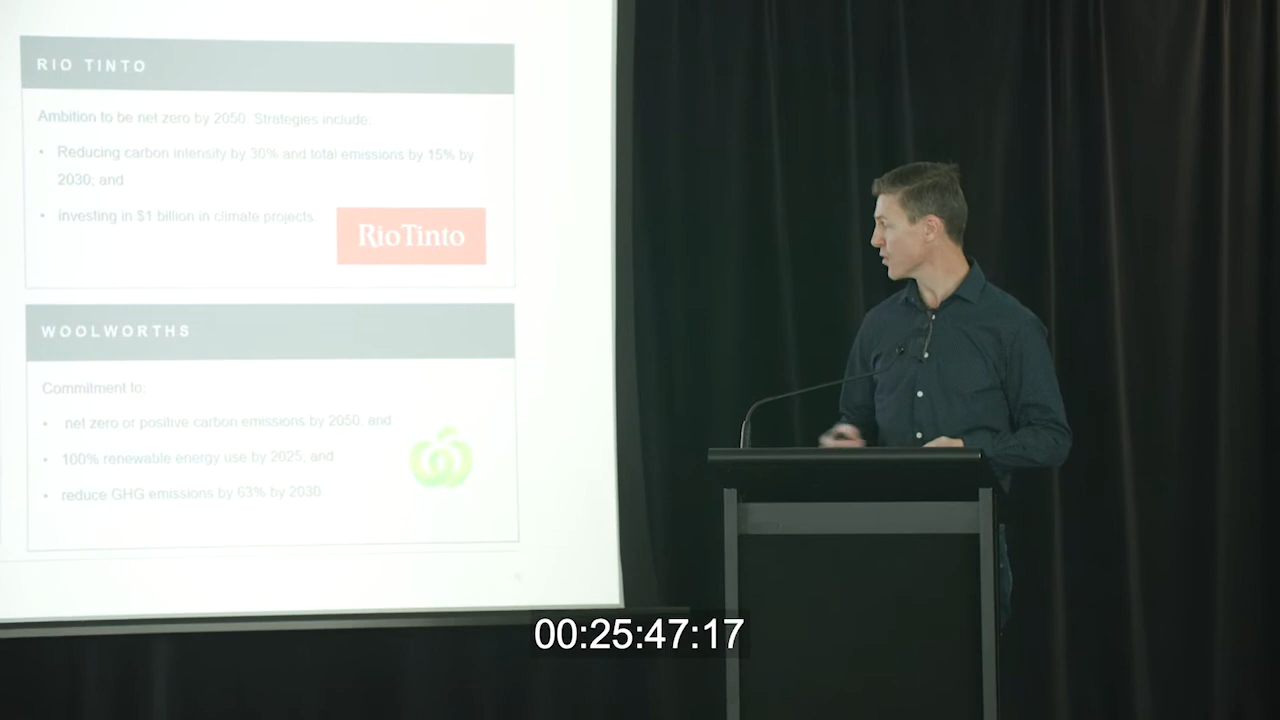 RIO TINTO
Ambition to be net zero by 2050. Strategies include:
• Reducing carbon intensity by 30% and total emissions by 15% by
2030; and
• investing in $1 billion in climate projects.
RioTinto
WOOLWORTHS
Commitment to:
• net zero or positive carbon emissions by 2050; and
• 100% renewable energy use by 2025; and
• reduce GHG emissions by 63% by 2030.
00:25:47:17